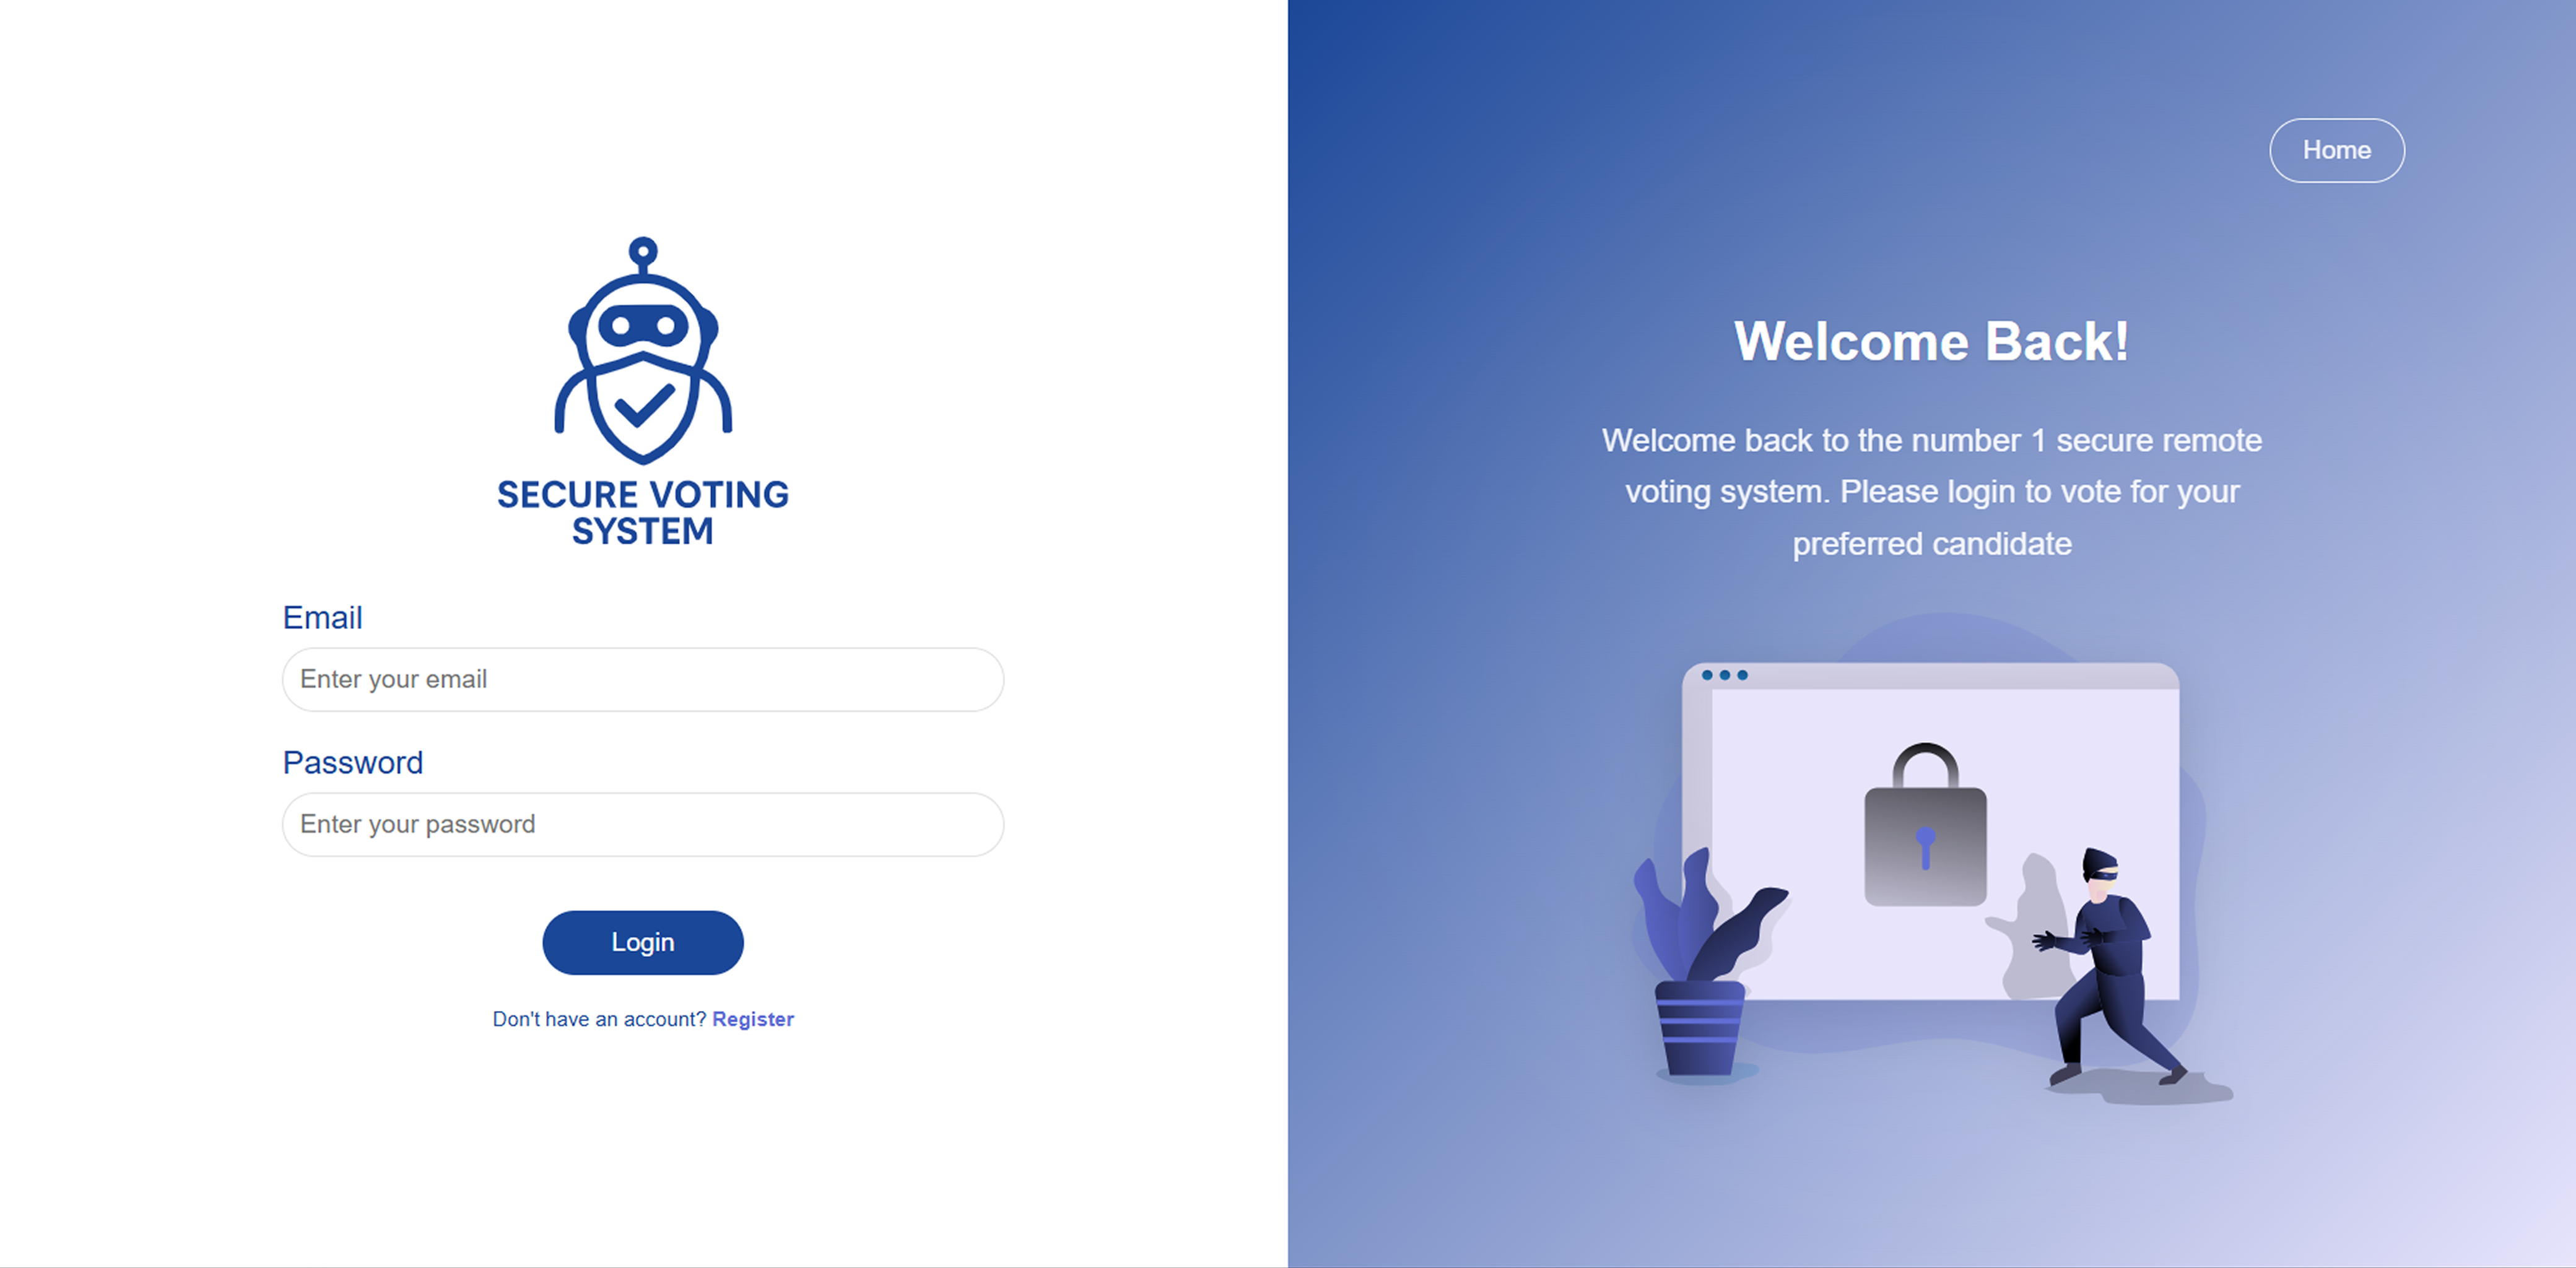 SECURE VOTING
SYSTEM
Email
Enter your email
Password
Enter your password
Login
Don't have an account? Register
Home
Welcome Back!
Welcome back to the number 1 secure remote
voting system. Please login to vote for your
preferred candidate